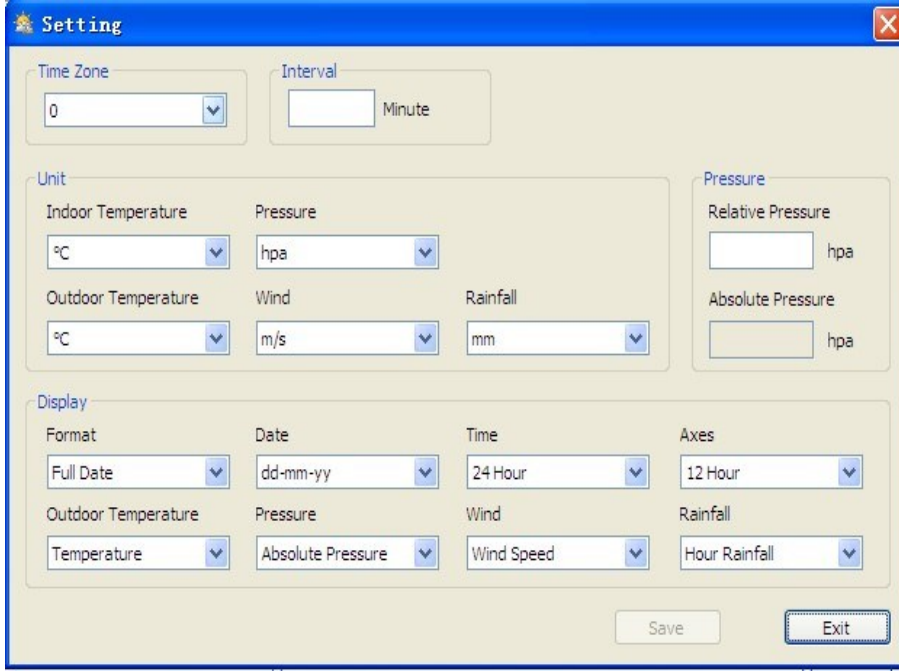 Setting
Time Zone Interval
0 Minute
Unit Pressure
Indoor Temperature Pressure Relative Pressure
ºC hpa hpa
Outdoor Temperature Wind Rainfall Absolute Pressure
ºC m/s mm hpa
Display
Format Date Time Axes
Full Date dd-mm-yy 24 Hour 12 Hour
Outdoor Temperature Pressure Wind Rainfall
Temperature Absolute Pressure Wind Speed Hour Rainfall
Save Exit